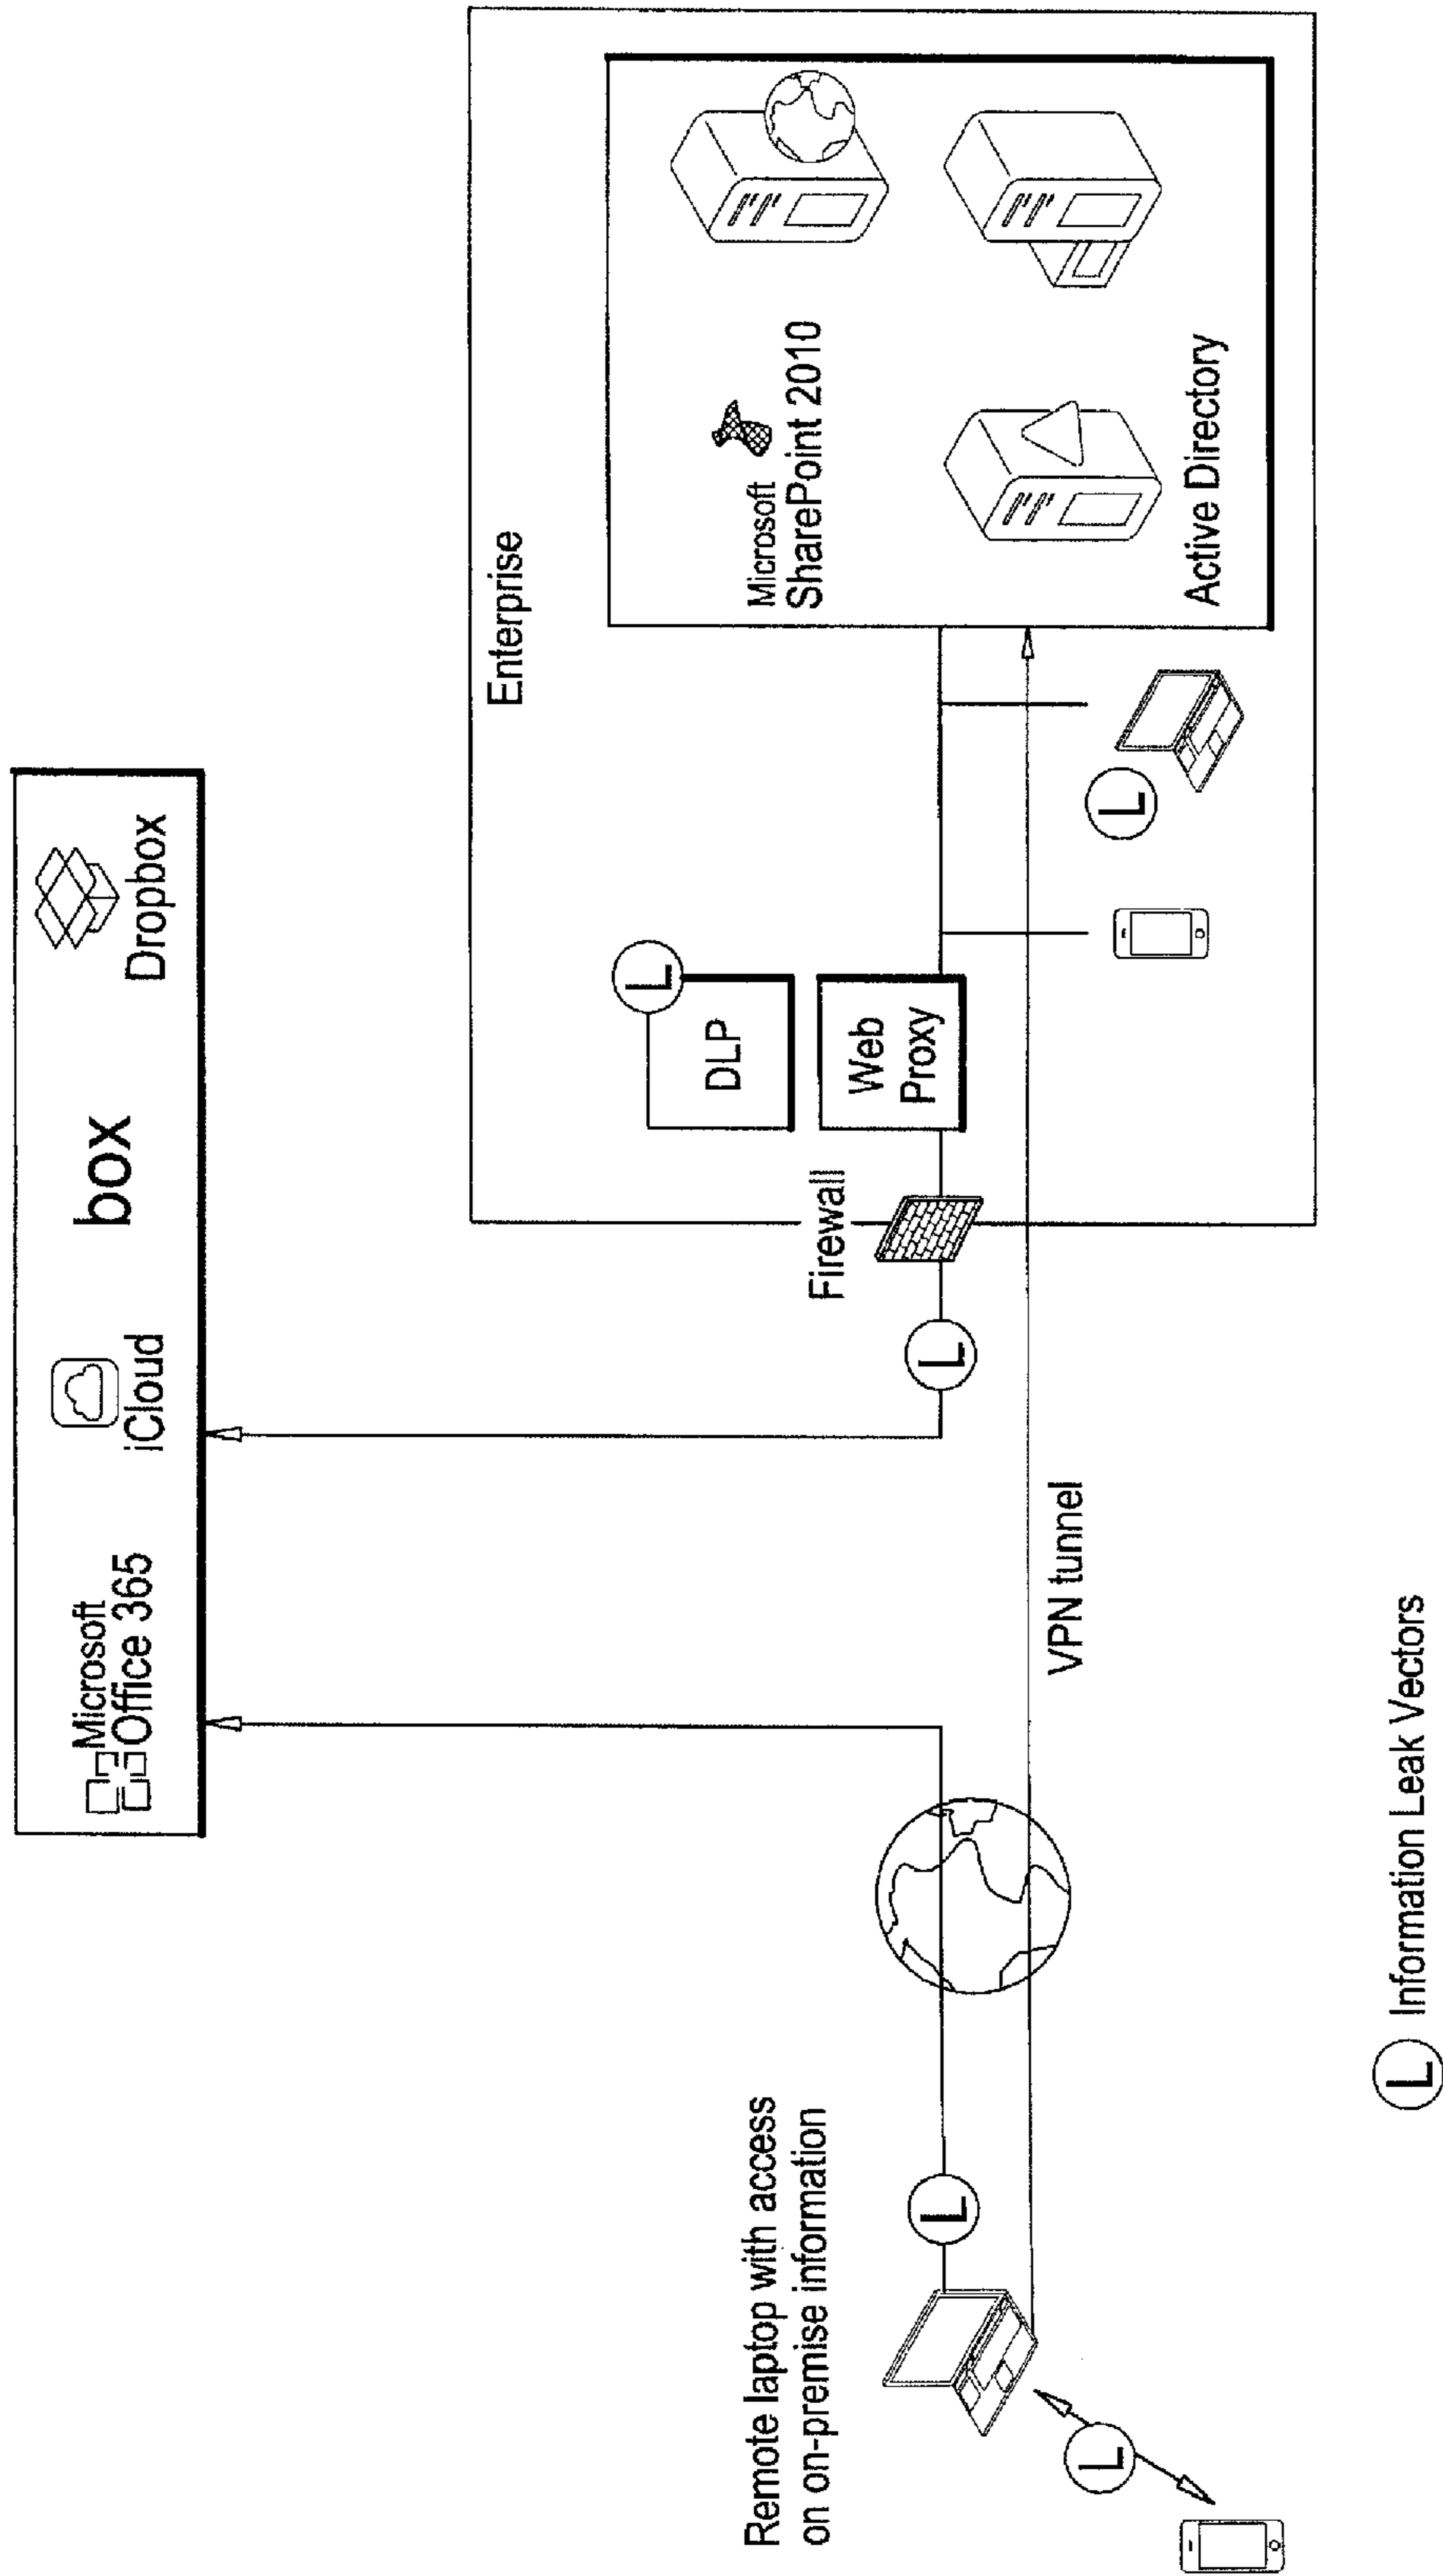 Microsoft
Office 365
iCloud
box
Dropbox
Enterprise
Firewall
DLP
L
Web
Proxy
Microsoft
SharePoint 2010
Active Directory
L
L
VPN tunnel
Remote laptop with access
on on-premise information
L
L
L Information Leak Vectors